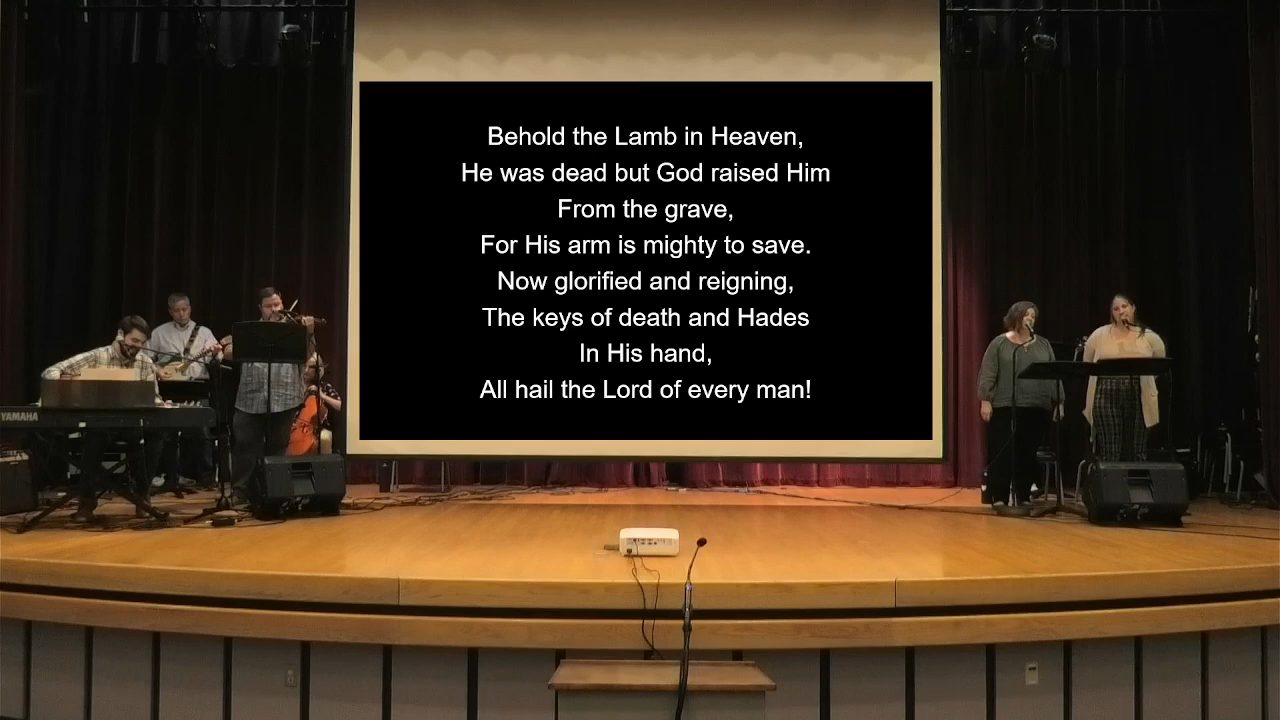 Behold the Lamb in Heaven,
He was dead but God raised Him
From the grave,
For His arm is mighty to save.
Now glorified and reigning,
The keys of death and Hades
In His hand,
All hail the Lord of every man!
YAMAHA